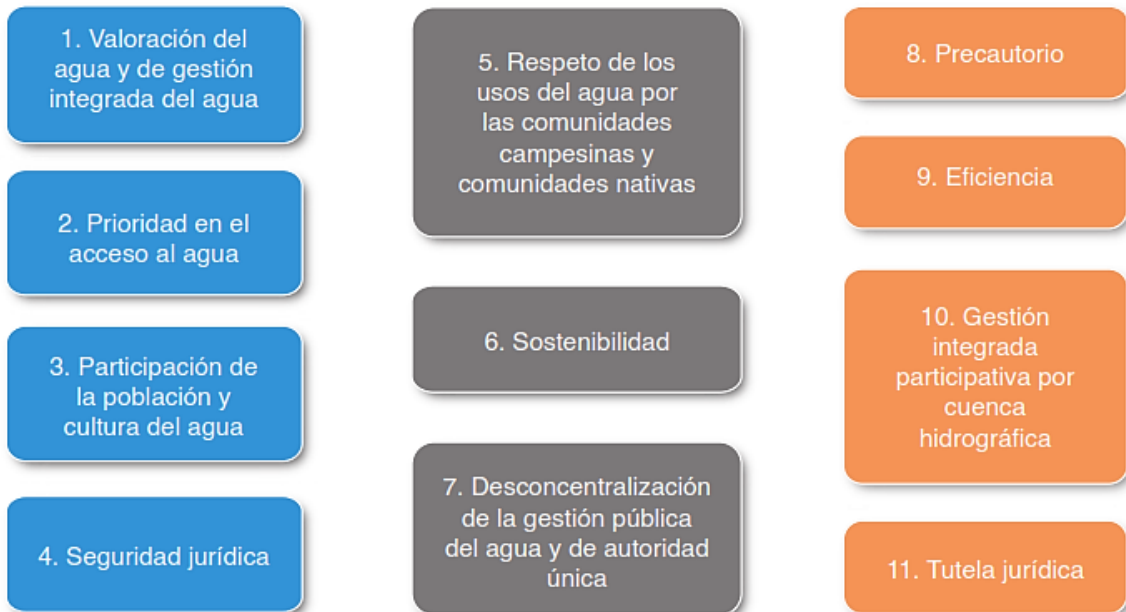 1. Valoración del
agua y de gestión
integrada del agua
2. Prioridad en el
acceso al agua
3. Participación de
la población y
cultura del agua
4. Seguridad jurídica
5. Respeto de los
usos del agua por
las comunidades
campesinas y
comunidades nativas
6. Sostenibilidad
7. Desconcentralización
de la gestión pública
del agua y de autoridad
única
8. Precautorio
9. Eficiencia
10. Gestión
integrada
participativa por
cuenca
hidrográfica
11. Tutela jurídica